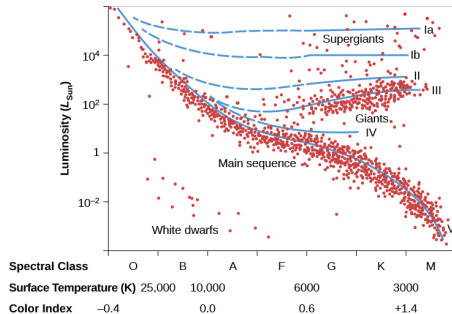 Ia
Supergiants
10⁴
Ib
II
III
10²
Giants
IV
Luminosity (L_Sun)
1
Main sequence
10⁻²
White dwarfs
V
Spectral Class O B A F G K M
Surface Temperature (K) 25,000 10,000 6000 3000
Color Index –0.4 0.0 0.6 +1.4